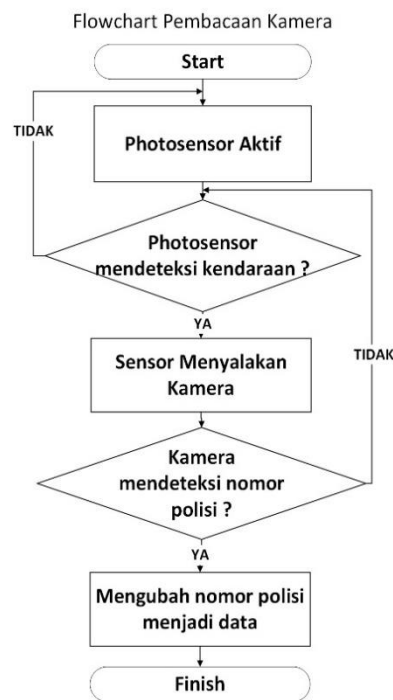 Flowchart Pembacaan Kamera
Start
TIDAK
Photosensor Aktif
Photosensor
mendeteksi kendaraan ?
YA
Sensor Menyalakan
Kamera
TIDAK
Kamera
mendeteksi nomor
polisi ?
YA
Mengubah nomor polisi
menjadi data
Finish